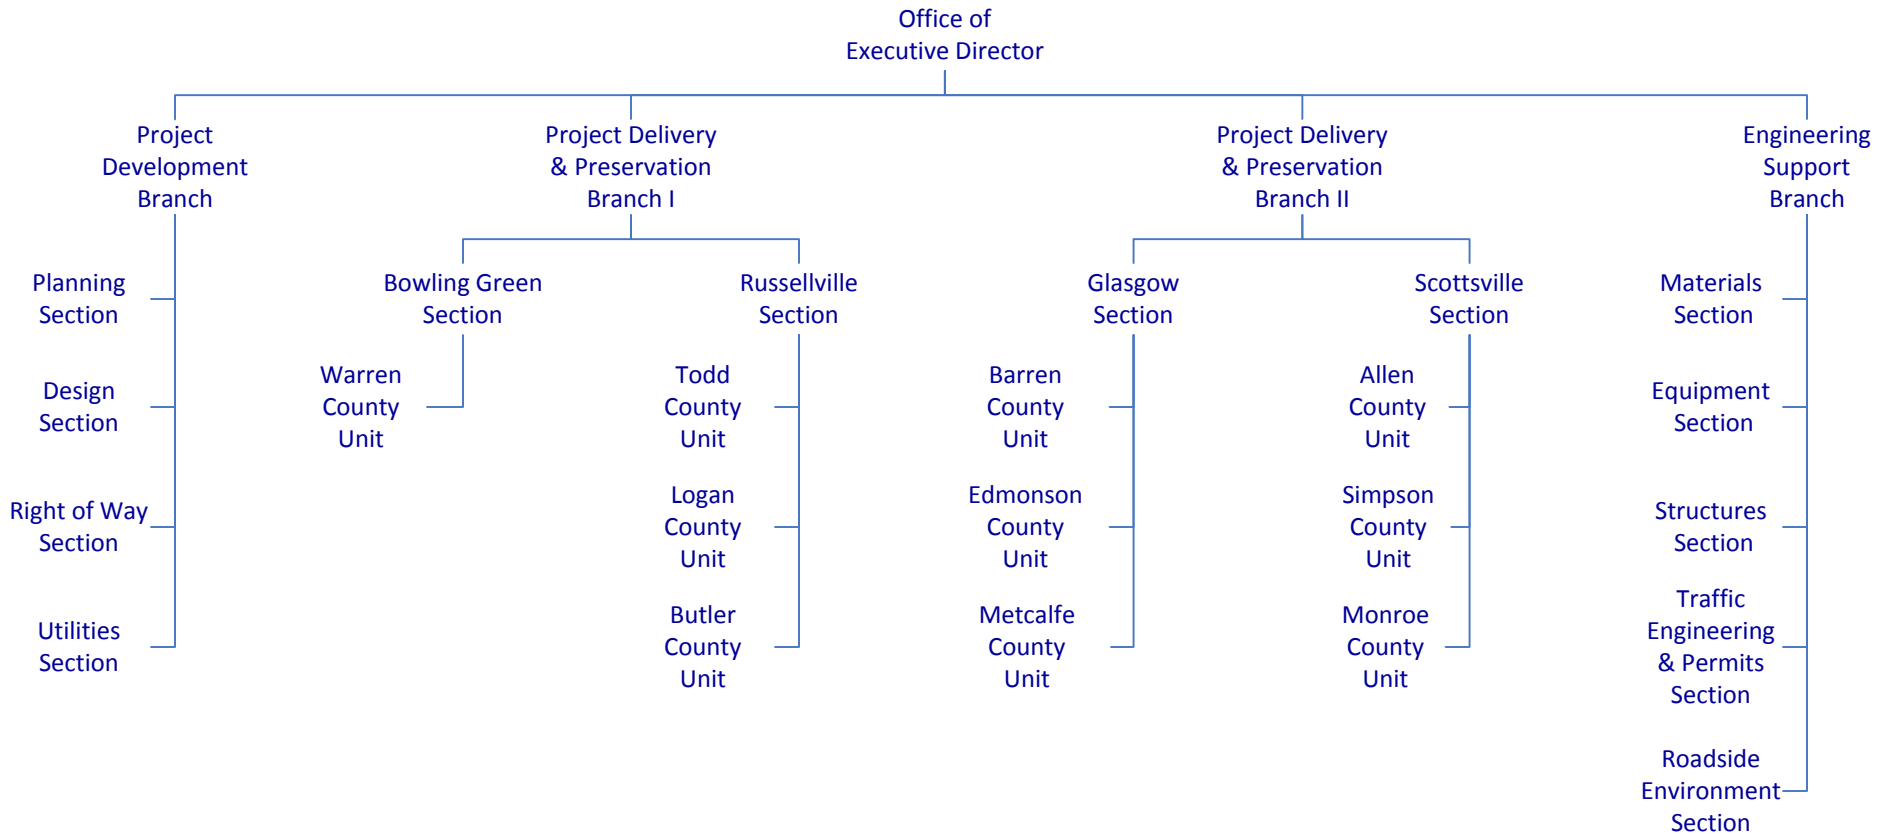 Office of
Executive Director
Project
Development
Branch
Project Delivery
& Preservation
Branch I
Project Delivery
& Preservation
Branch II
Engineering
Support
Branch
Planning
Section
Design
Section
Right of Way
Section
Utilities
Section
Bowling Green
Section
Warren
County
Unit
Russellville
Section
Todd
County
Unit
Logan
County
Unit
Butler
County
Unit
Glasgow
Section
Barren
County
Unit
Edmonson
County
Unit
Metcalfe
County
Unit
Scottsville
Section
Allen
County
Unit
Simpson
County
Unit
Monroe
County
Unit
Materials
Section
Equipment
Section
Structures
Section
Traffic
Engineering
& Permits
Section
Roadside
Environment
Section